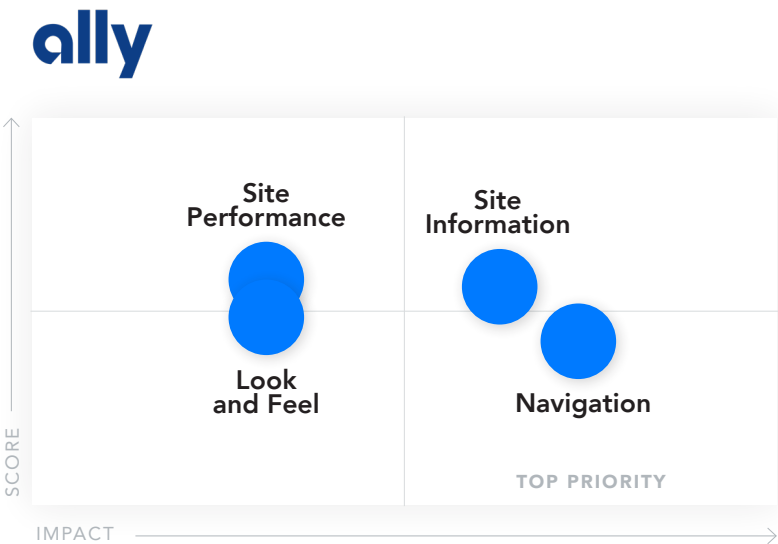 ally
Site
Performance
Site
Information
Look
and Feel
Navigation
TOP PRIORITY
SCORE
IMPACT